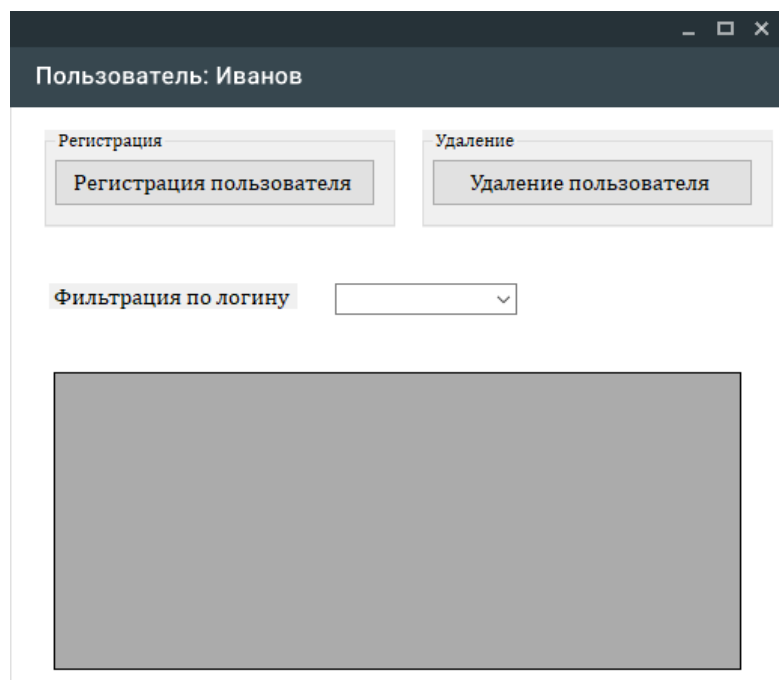 Пользователь: Иванов
Регистрация
Удаление
Регистрация пользователя
Удаление пользователя
Фильтрация по логину